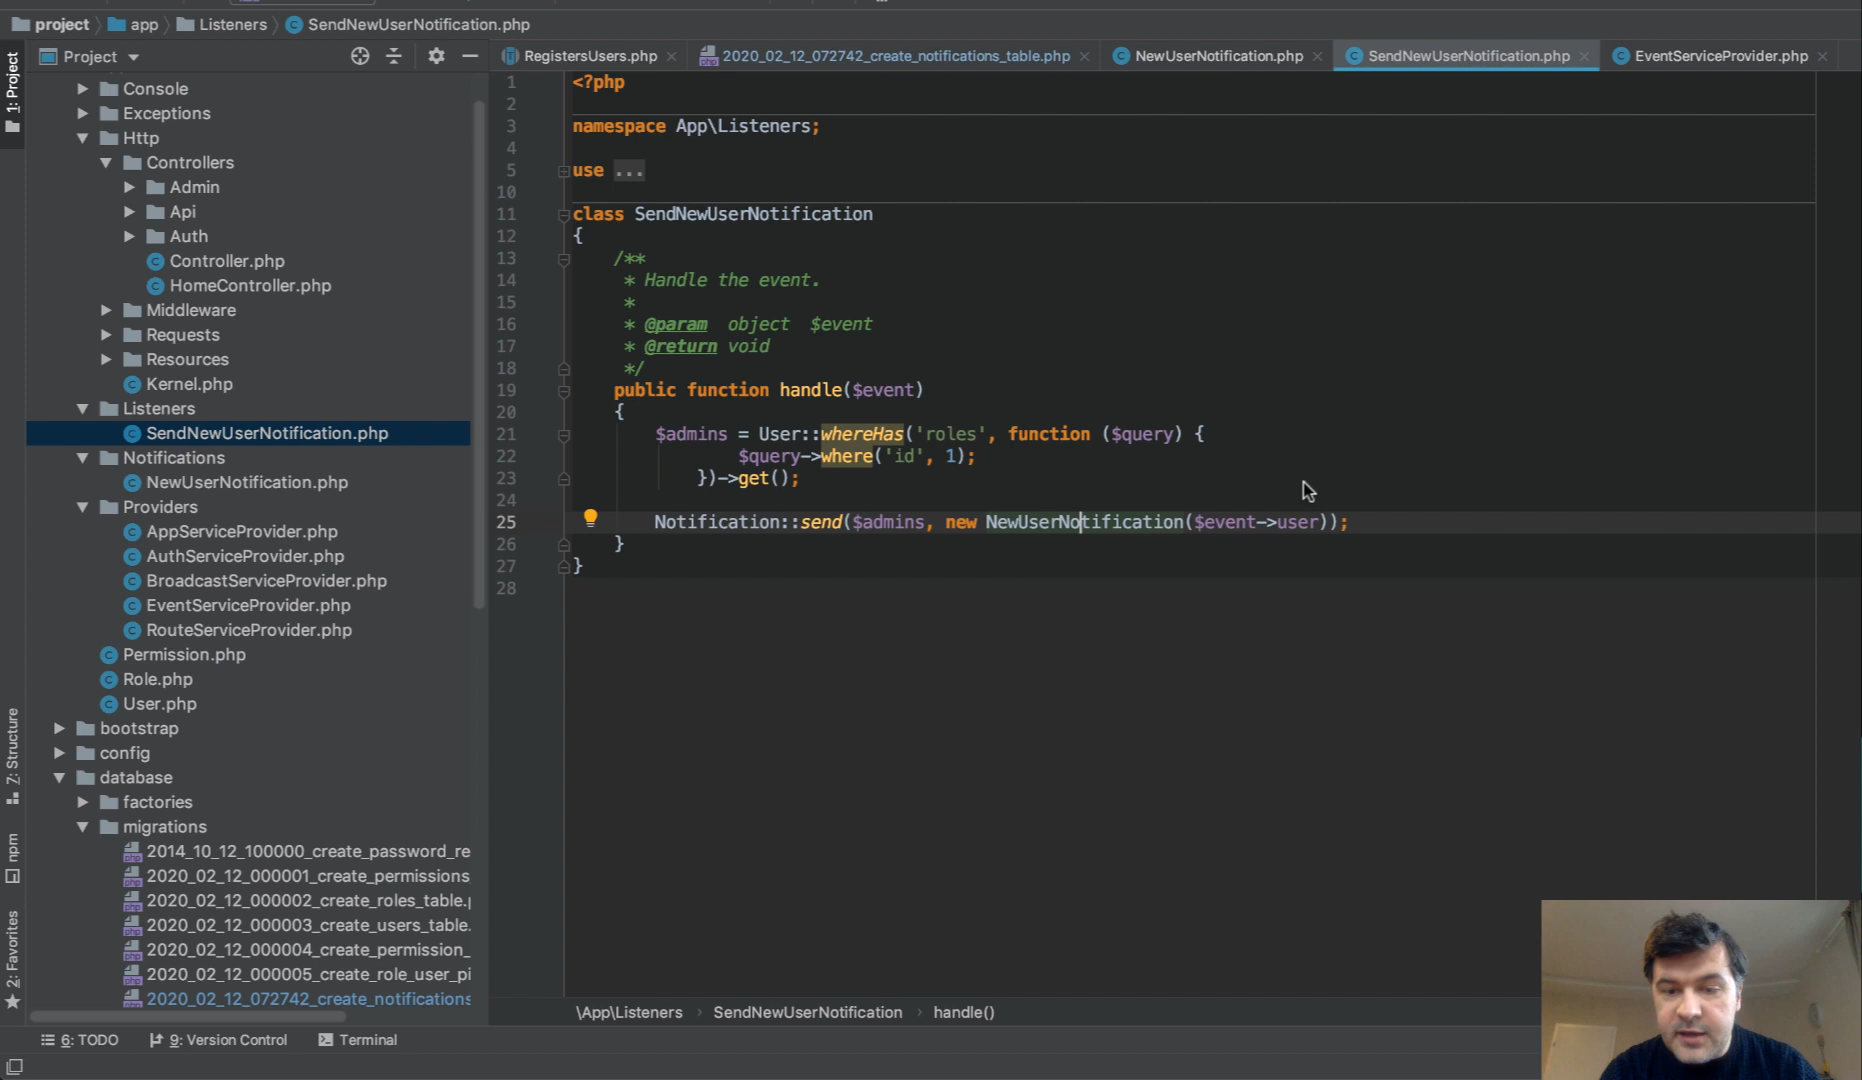 project app Listeners SendNewUserNotification.php
1: Project
Project
RegistersUsers.php
2020_02_12_072742_create_notifications_table.php
NewUserNotification.php
SendNewUserNotification.php
EventServiceProvider.php
Console
Exceptions
Http
Controllers
Admin
Api
Auth
Controller.php
HomeController.php
Middleware
Requests
Resources
Kernel.php
Listeners
SendNewUserNotification.php
Notifications
NewUserNotification.php
Providers
AppServiceProvider.php
AuthServiceProvider.php
BroadcastServiceProvider.php
EventServiceProvider.php
RouteServiceProvider.php
Permission.php
Role.php
User.php
bootstrap
config
database
factories
migrations
2014_10_12_100000_create_password_re
2020_02_12_000001_create_permissions_
2020_02_12_000002_create_roles_table.p
2020_02_12_000003_create_users_table.
2020_02_12_000004_create_permission_
2020_02_12_000005_create_role_user_pi
2020_02_12_072742_create_notifications
7: Structure
npm
2: Favorites
1 <?php
2
3 namespace App\Listeners;
4
5 use ...
10
11 class SendNewUserNotification
12 {
13 /**
14 * Handle the event.
15 *
16 * @param object $event
17 * @return void
18 */
19 public function handle($event)
20 {
21 $admins = User::whereHas('roles', function ($query) {
22 $query->where('id', 1);
23 })->get();
24
25 Notification::send($admins, new NewUserNotification($event->user));
26 }
27 }
28
\App\Listeners › SendNewUserNotification › handle()
6: TODO 9: Version Control Terminal